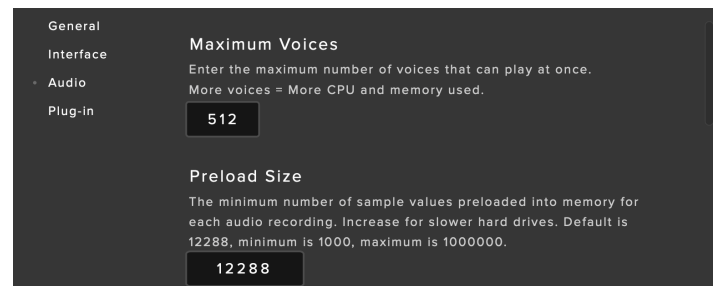 General
Interface
Audio
Plug-in
Maximum Voices
Enter the maximum number of voices that can play at once.
More voices = More CPU and memory used.
512
Preload Size
The minimum number of sample values preloaded into memory for
each audio recording. Increase for slower hard drives. Default is
12288, minimum is 1000, maximum is 1000000.
12288